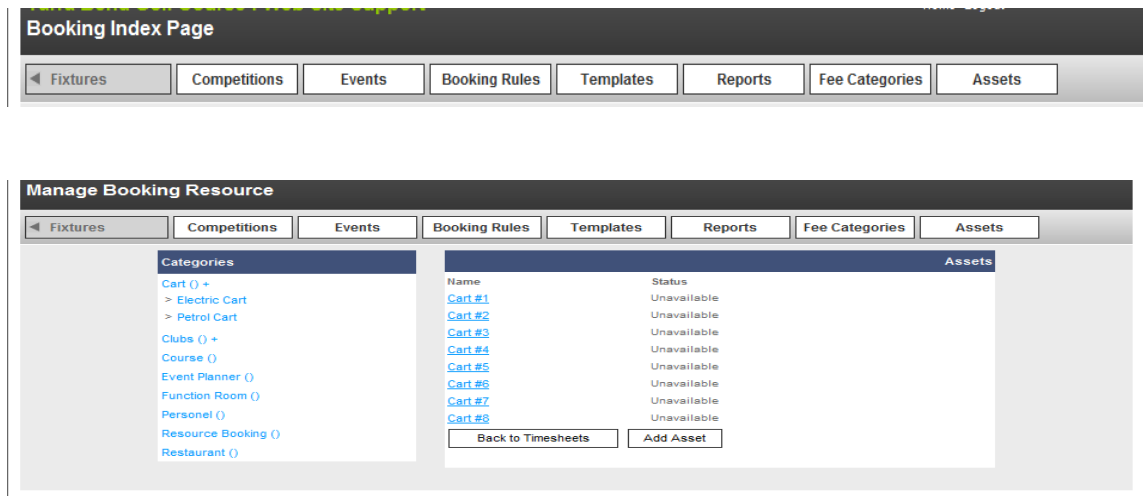 Booking Index Page
Fixtures Competitions Events Booking Rules Templates Reports Fee Categories Assets
Manage Booking Resource
Fixtures Competitions Events Booking Rules Templates Reports Fee Categories Assets
Categories
Cart () +
> Electric Cart
> Petrol Cart
Clubs () +
Course ()
Event Planner ()
Function Room ()
Personel ()
Resource Booking ()
Restaurant ()
Assets
Name Status
Cart #1 Unavailable
Cart #2 Unavailable
Cart #3 Unavailable
Cart #4 Unavailable
Cart #5 Unavailable
Cart #6 Unavailable
Cart #7 Unavailable
Cart #8 Unavailable
Back to Timesheets Add Asset